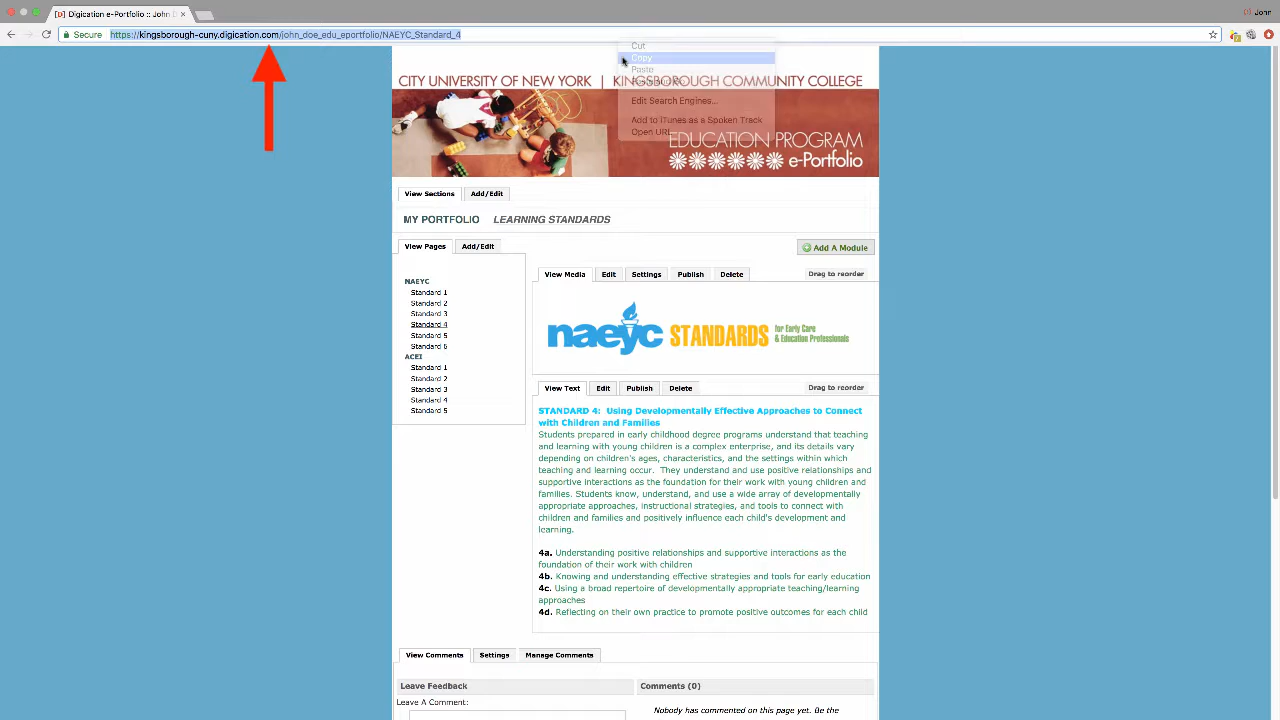 [D] Digication e-Portfolio :: John D
John
Secure
https://kingsborough-cuny.digication.com/john_doe_edu_eportfolio/NAEYC_Standard_4
Cut
Copy
Paste
Edit Search Engines...
Add to iTunes as a Spoken Track
Open URL
CITY UNIVERSITY OF NEW YORK | KINGSBOROUGH COMMUNITY COLLEGE
EDUCATION PROGRAM
e-Portfolio
View Sections Add/Edit
MY PORTFOLIO LEARNING STANDARDS
View Pages Add/Edit
Add A Module
NAEYC
Standard 1
Standard 2
Standard 3
Standard 4
Standard 5
Standard 6
ACEI
Standard 1
Standard 2
Standard 3
Standard 4
Standard 5
View Media Edit Settings Publish Delete Drag to reorder
naeyc STANDARDS for Early Care
& Education Professionals
View Text Edit Publish Delete Drag to reorder
STANDARD 4: Using Developmentally Effective Approaches to Connect
with Children and Families
Students prepared in early childhood degree programs understand that teaching
and learning with young children is a complex enterprise, and its details vary
depending on children's ages, characteristics, and the settings within which
teaching and learning occur. They understand and use positive relationships and
supportive interactions as the foundation for their work with young children and
families. Students know, understand, and use a wide array of developmentally
appropriate approaches, instructional strategies, and tools to connect with
children and families and positively influence each child's development and
learning.
4a. Understanding positive relationships and supportive interactions as the
foundation of their work with children
4b. Knowing and understanding effective strategies and tools for early education
4c. Using a broad repertoire of developmentally appropriate teaching/learning
approaches
4d. Reflecting on their own practice to promote positive outcomes for each child
View Comments Settings Manage Comments
Leave Feedback
Leave A Comment:
Comments (0)
Nobody has commented on this page yet. Be the